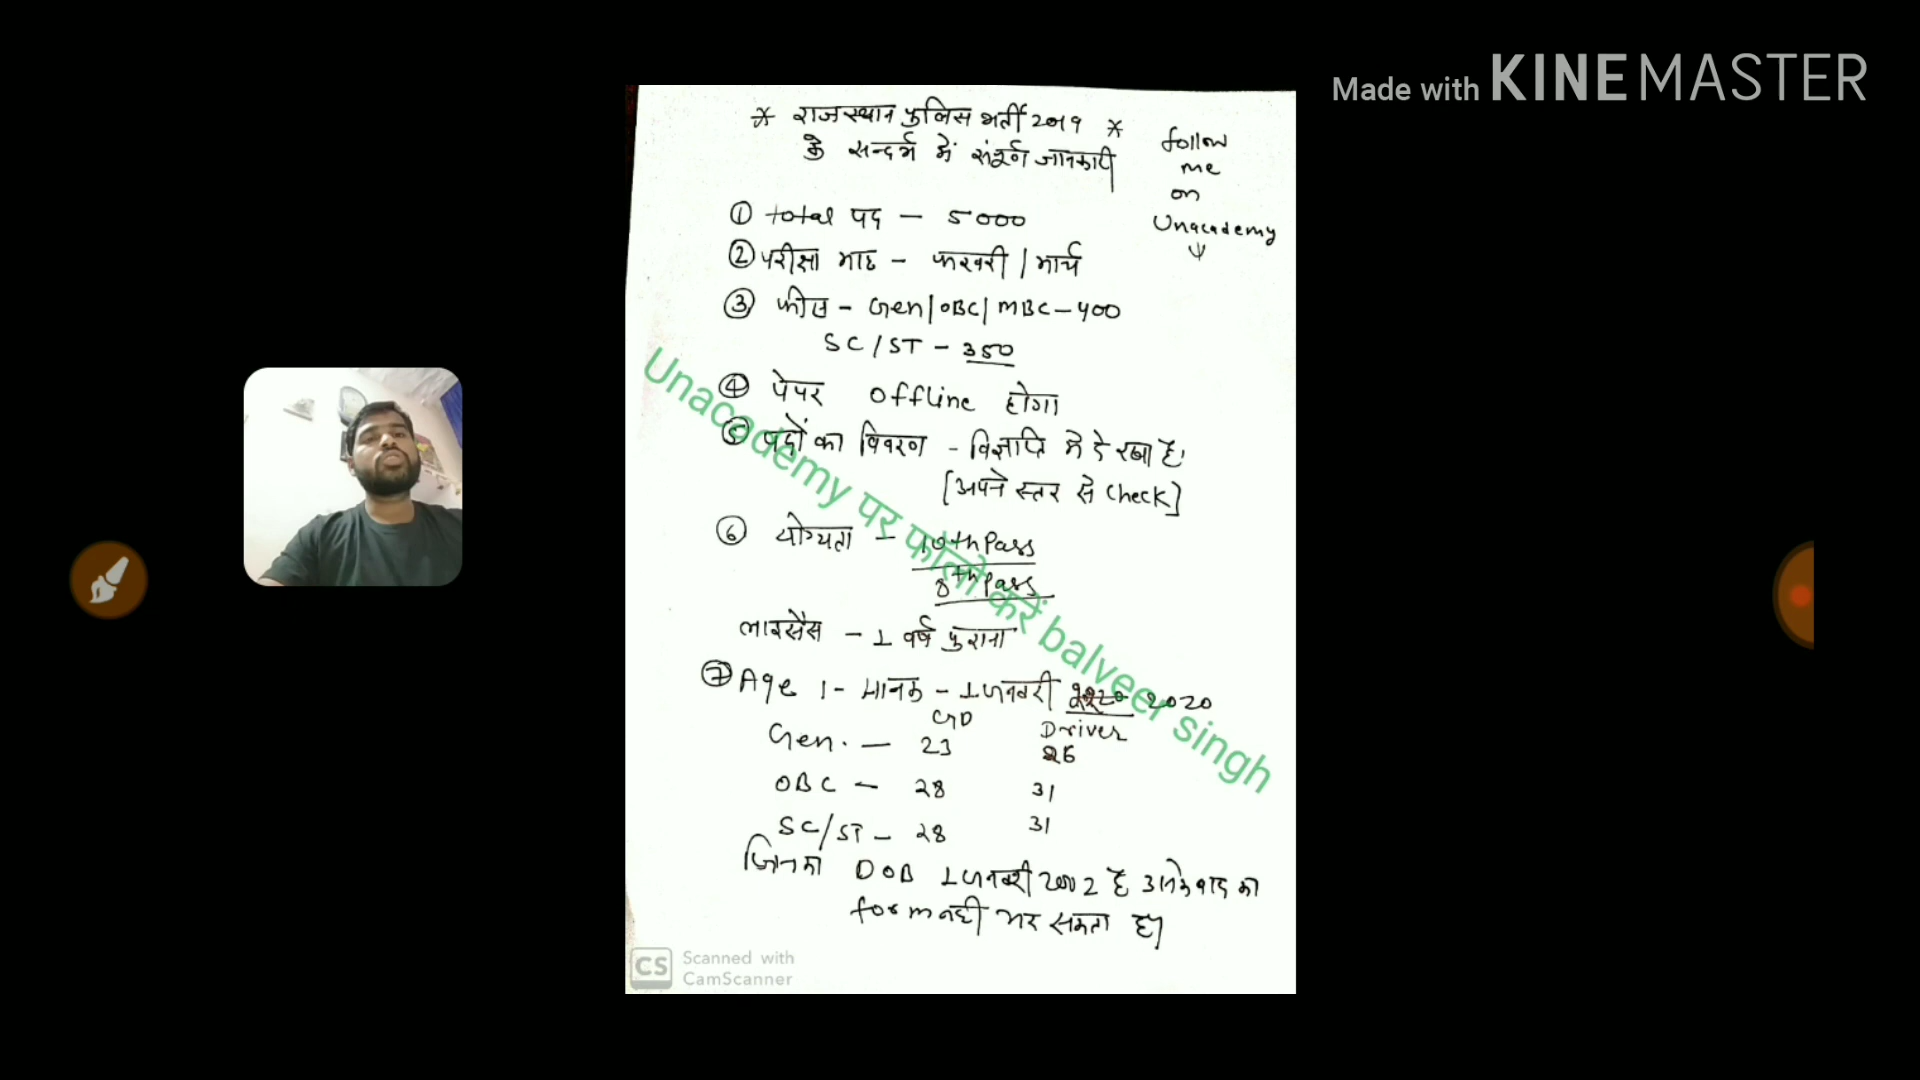 Made with KINEMASTER
* राजस्थान पुलिस भर्ती 2019 *
के सन्दर्भ में संपूर्ण जानकारी
follow
me
on
Unacademy
① total पद – 5000
② परीक्षा माह – फरवरी / मार्च
③ फीस – Gen/OBC/MBC – 400
SC/ST – 350
④ पेपर offline होगा
⑤ पदों का विवरण – विज्ञप्ति मे दे रखा है।
[अपने स्तर से check]
⑥ योग्यता – 10th Pass
8th Pass
लाइसेंस – 1 वर्ष पुराना
⑦ Age :- मानक – 1 जनवरी 2020
GD Driver
Gen. – 23 26
OBC – 28 31
SC/ST – 28 31
जिनका DOB 1 जनवरी 2002 है उनके बाद का
form नही भर सकता है।
Unacademy पर फॉलो करें balveer singh
CS Scanned with
CamScanner